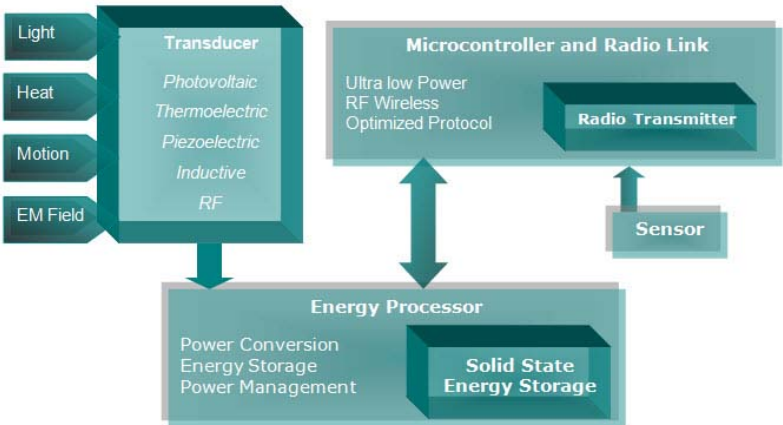 Light
Heat
Motion
EM Field
Transducer
Photovoltaic
Thermoelectric
Piezoelectric
Inductive
RF
Microcontroller and Radio Link
Ultra low Power
RF Wireless
Optimized Protocol
Radio Transmitter
Sensor
Energy Processor
Power Conversion
Energy Storage
Power Management
Solid State
Energy Storage